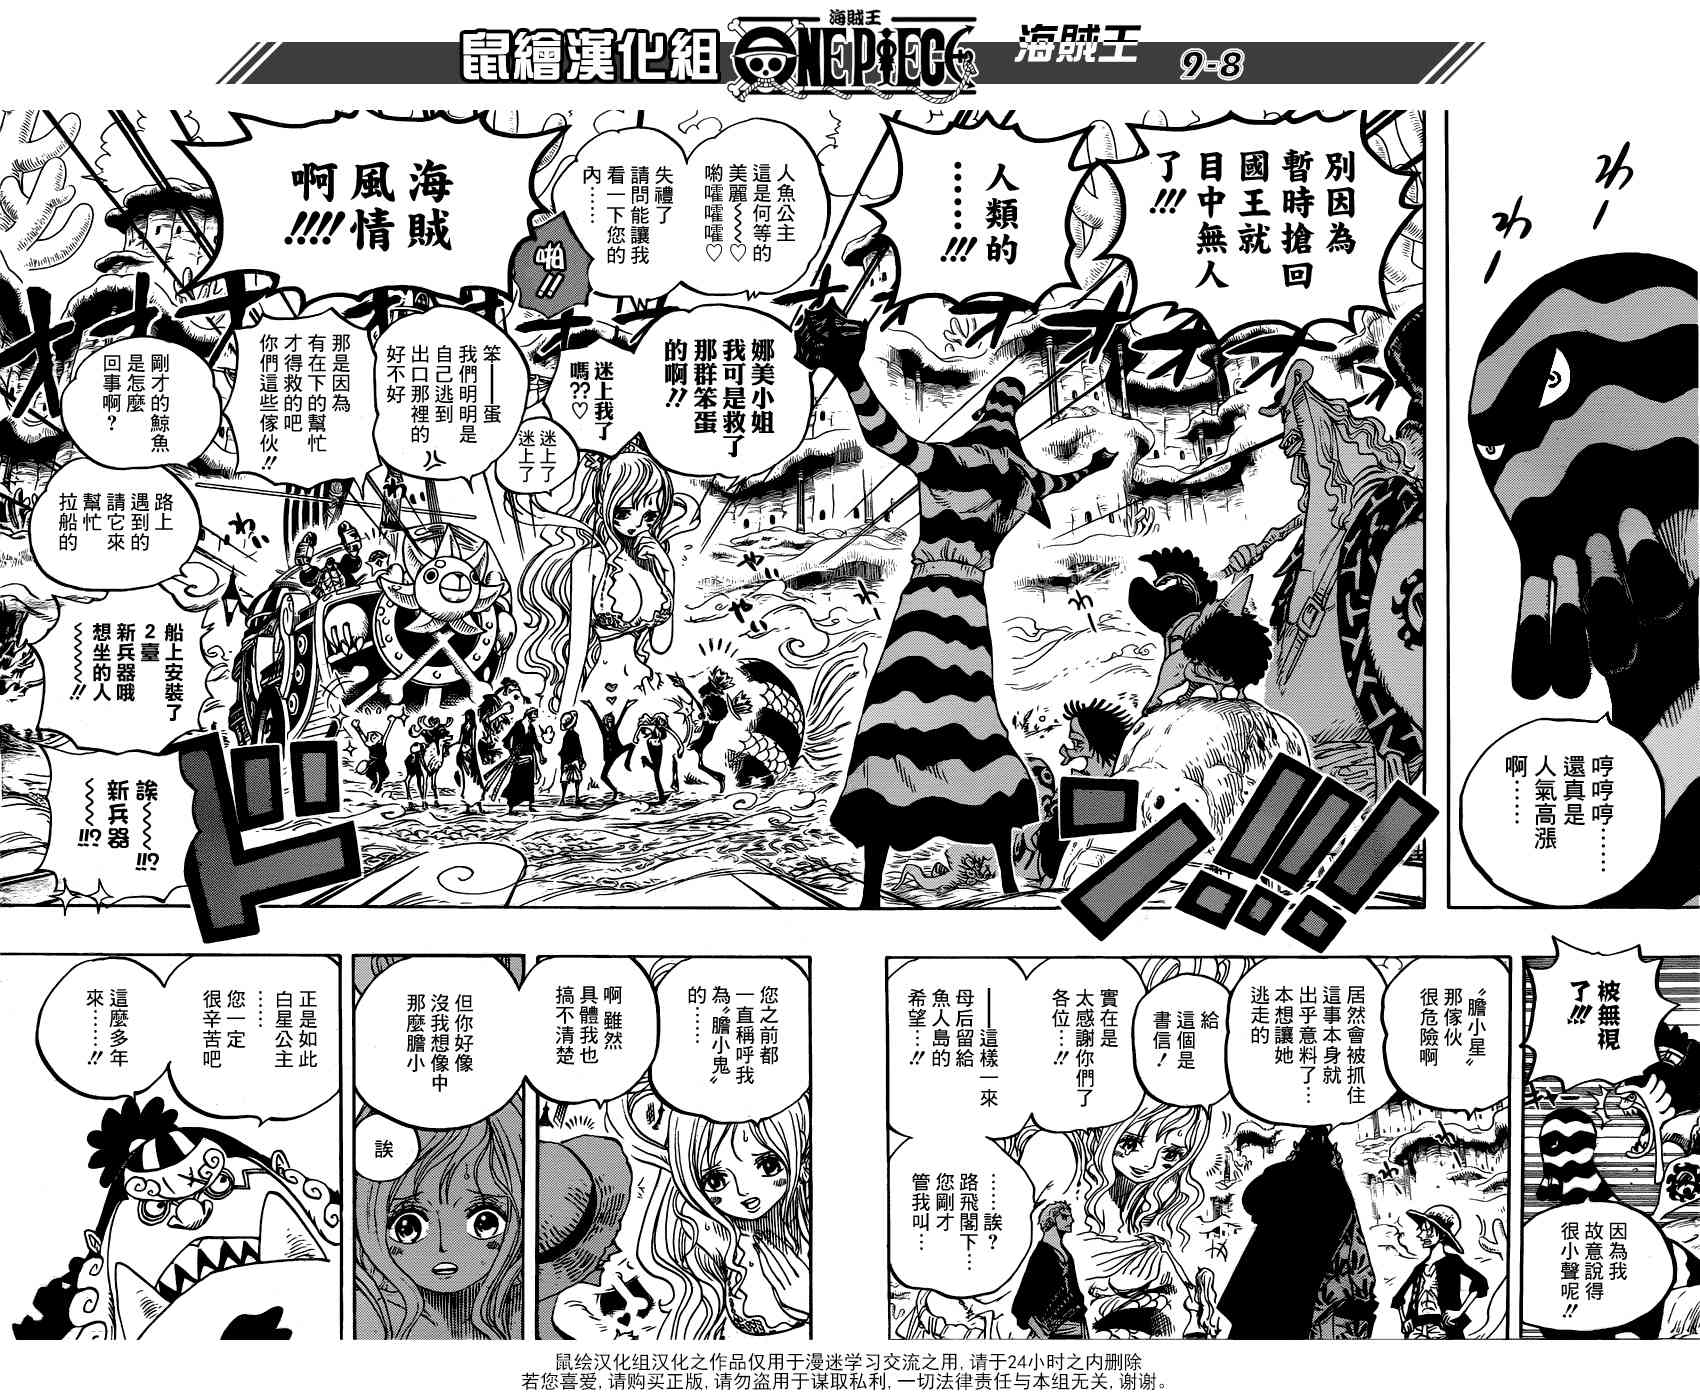 鼠繪漢化組
海賊王
ONE PIECE
海賊王
9-8
わ
わ
哼哼哼……
還真是
人氣高漲
啊……
別因為
暫時搶回
國王就
目中無人
了!!!
人類的
……!!!
人魚公主
這是何等的
美麗~~♡
喲嚯嚯嚯♡
失禮了
請問能讓我
看一下您的
內……
啪!!
海賊
風情
啊!!!!
娜美小姐
我可是救了
那群笨蛋
的啊!!
迷上我了
嗎??♡
迷上了
迷上了
笨——蛋
我們明明是
自己逃到
出口那裡的
好不好
那是因為
有在下的幫忙
才得救的吧
你們這些傢伙!!
剛才的鯨魚
是怎麼
回事啊?
路上
遇到的
請它來
幫忙
拉船的
船上安裝了
2臺
新兵器哦
想坐的人
~~~~!!
誒~~~!!?
新兵器
~~~!!?
オオオオオオオ
わ
わ
わ
わ
ドン!!!
被無視
了!!!
因為我
故意說得
很小聲呢!!
“膽小星”
那傢伙
很危險啊
居然會被抓住
這事本身就
出乎意料了…
本想讓她
逃走的
給
這個是
書信!
實在是
太感謝你們了
各位…!
——這樣一來
母后留給
魚人島的
希望…!!
……誒?
路飛閣下…
您剛才
管我叫…
您之前都
一直稱呼我
為“膽小鬼”
的……
啊 雖然
具體我也
搞不清楚
但你好像
沒我想像中
那麼膽小
誒
正是如此
白星公主
……
您一定
很辛苦吧
這麼多年
來……!!
鼠绘汉化组汉化之作品仅用于漫迷学习交流之用, 请于24小时之内删除
若您喜爱, 请购买正版, 请勿盗用于谋取私利, 一切法律责任与本组无关, 谢谢。